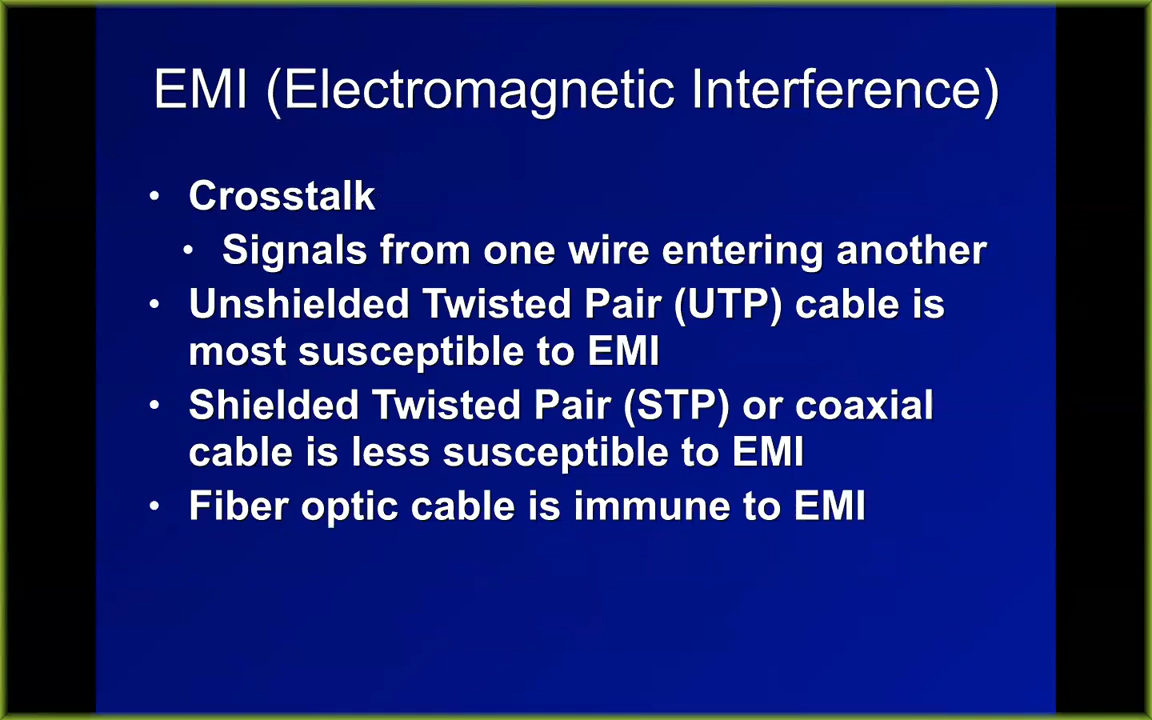 EMI (Electromagnetic Interference)
• Crosstalk
• Signals from one wire entering another
• Unshielded Twisted Pair (UTP) cable is
most susceptible to EMI
• Shielded Twisted Pair (STP) or coaxial
cable is less susceptible to EMI
• Fiber optic cable is immune to EMI